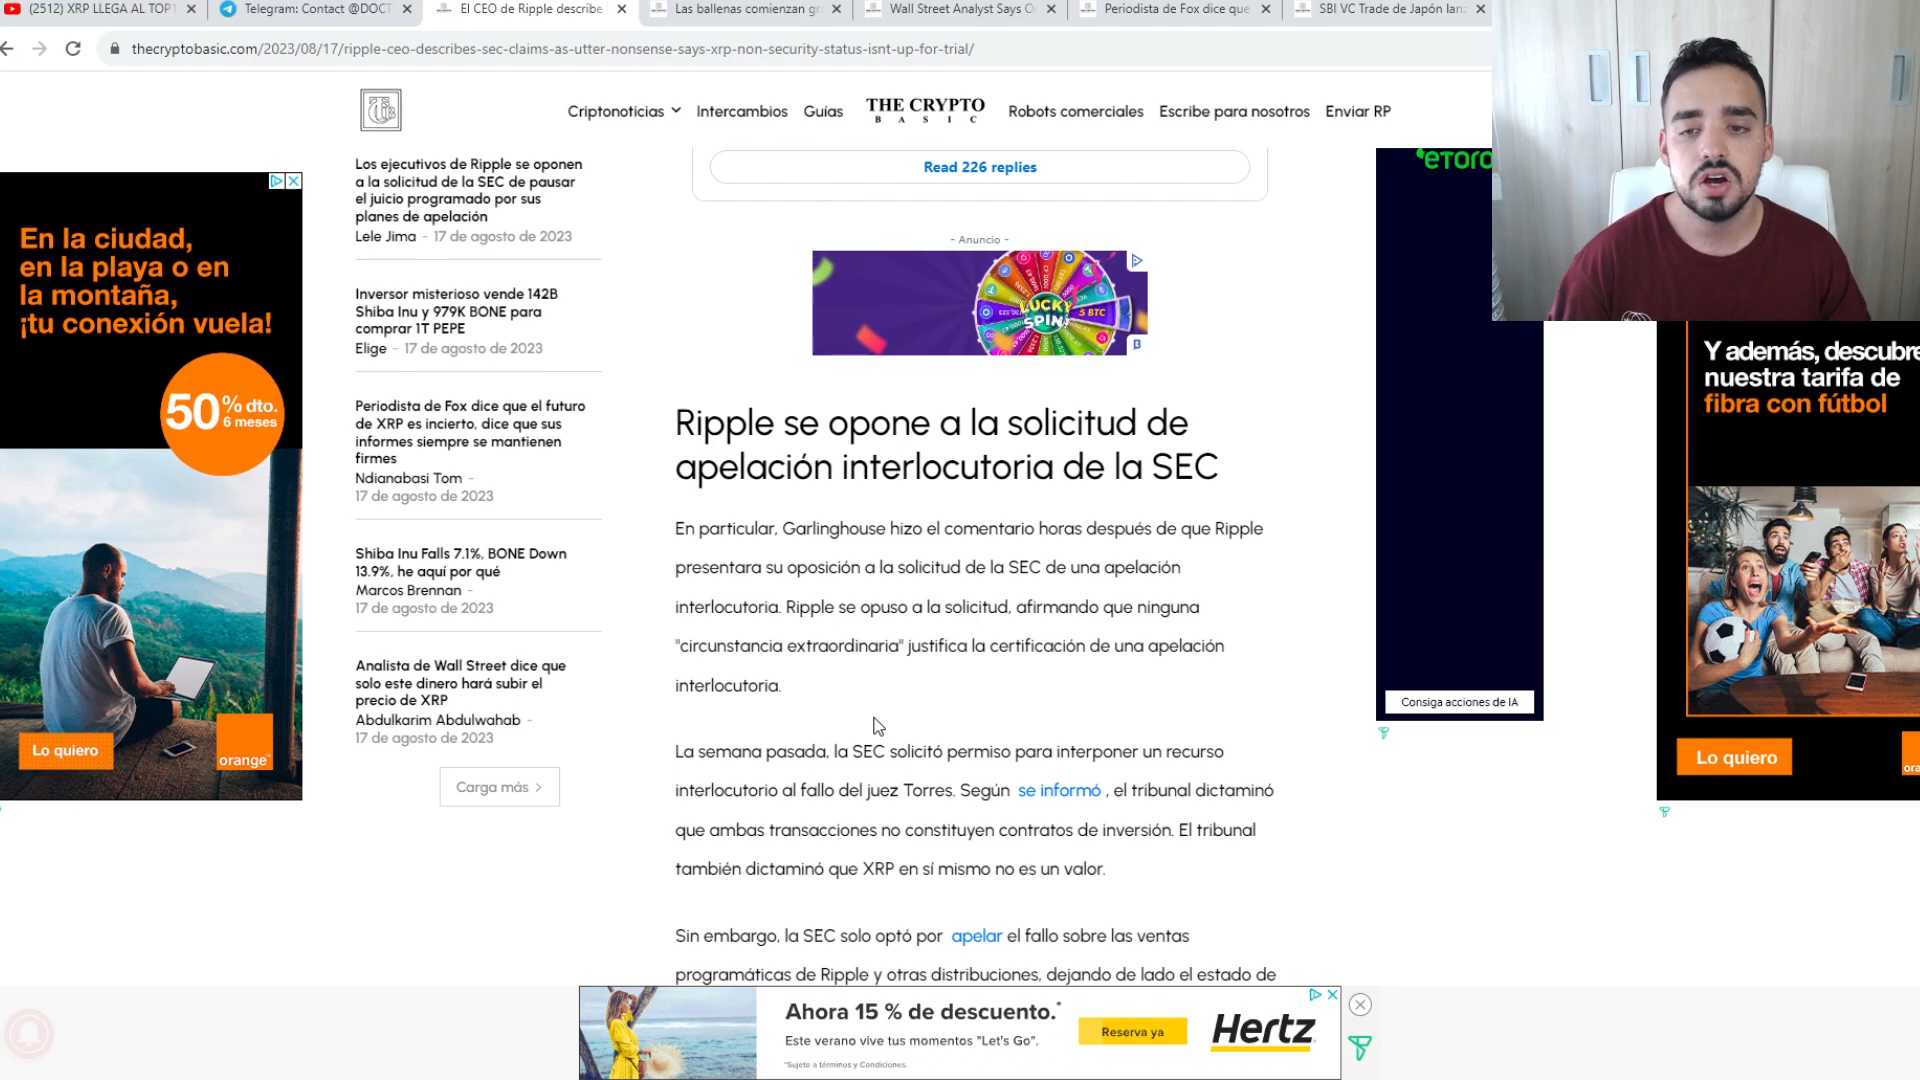 (2512) XRP LLEGA AL TOP1
Telegram: Contact @DOCT
El CEO de Ripple describe
Las ballenas comienzan gr
Wall Street Analyst Says O
Periodista de Fox dice que
SBI VC Trade de Japón lanz
thecryptobasic.com/2023/08/17/ripple-ceo-describes-sec-claims-as-utter-nonsense-says-xrp-non-security-status-isnt-up-for-trial/
Criptonoticias
Intercambios
Guías
THE CRYPTO
BASIC
Robots comerciales
Escribe para nosotros
Enviar RP
Los ejecutivos de Ripple se oponen
a la solicitud de la SEC de pausar
el juicio programado por sus
planes de apelación
Lele Jima - 17 de agosto de 2023
Inversor misterioso vende 142B
Shiba Inu y 979K BONE para
comprar 1T PEPE
Elige - 17 de agosto de 2023
Periodista de Fox dice que el futuro
de XRP es incierto, dice que sus
informes siempre se mantienen
firmes
Ndianabasi Tom -
17 de agosto de 2023
Shiba Inu Falls 7.1%, BONE Down
13.9%, he aquí por qué
Marcos Brennan -
17 de agosto de 2023
Analista de Wall Street dice que
solo este dinero hará subir el
precio de XRP
Abdulkarim Abdulwahab -
17 de agosto de 2023
Carga más
En la ciudad,
en la playa o en
la montaña,
¡tu conexión vuela!
50% dto.
6 meses
Lo quiero
orange™
Read 226 replies
- Anuncio -
LUCKY
SPIN
5 BTC
Ripple se opone a la solicitud de
apelación interlocutoria de la SEC
En particular, Garlinghouse hizo el comentario horas después de que Ripple
presentara su oposición a la solicitud de la SEC de una apelación
interlocutoria. Ripple se opuso a la solicitud, afirmando que ninguna
"circunstancia extraordinaria" justifica la certificación de una apelación
interlocutoria.
La semana pasada, la SEC solicitó permiso para interponer un recurso
interlocutorio al fallo del juez Torres. Según se informó , el tribunal dictaminó
que ambas transacciones no constituyen contratos de inversión. El tribunal
también dictaminó que XRP en sí mismo no es un valor.
Sin embargo, la SEC solo optó por apelar el fallo sobre las ventas
programáticas de Ripple y otras distribuciones, dejando de lado el estado de
eTORO
Consiga acciones de IA
Y además, descubre
nuestra tarifa de
fibra con fútbol
Lo quiero
ora
Ahora 15 % de descuento.*
Este verano vive tus momentos "Let's Go".
*Sujeto a términos y Condiciones.
Reserva ya
Hertz